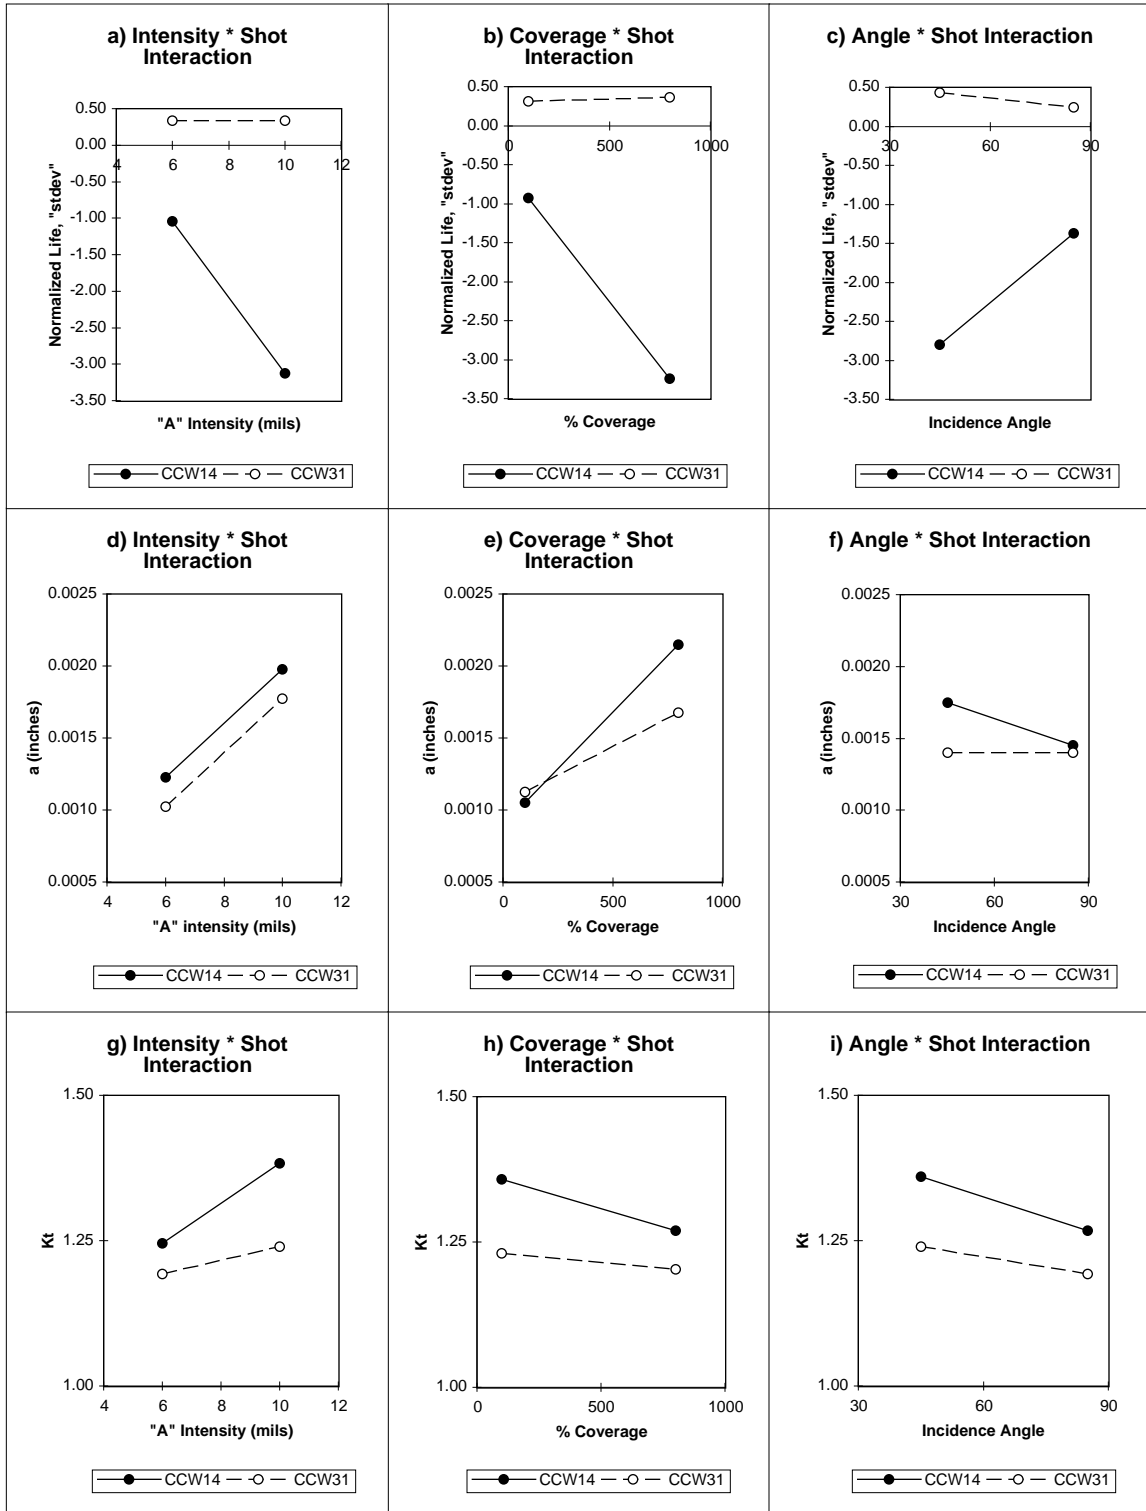 a) Intensity * Shot
Interaction
0.50
0.00
-0.50
-1.00
-1.50
-2.00
-2.50
-3.00
-3.50
4 6 8 10 12
Normalized Life, "stdev"
"A" Intensity (mils)
CCW14 CCW31
b) Coverage * Shot
Interaction
0.50
0.00
-0.50
-1.00
-1.50
-2.00
-2.50
-3.00
-3.50
0 500 1000
Normalized Life, "stdev"
% Coverage
CCW14 CCW31
c) Angle * Shot Interaction
0.50
0.00
-0.50
-1.00
-1.50
-2.00
-2.50
-3.00
-3.50
30 60 90
Normalized Life, "stdev"
Incidence Angle
CCW14 CCW31
d) Intensity * Shot
Interaction
0.0025
0.0020
0.0015
0.0010
0.0005
a (inches)
4 6 8 10 12
"A" intensity (mils)
CCW14 CCW31
e) Coverage * Shot
Interaction
0.0025
0.0020
0.0015
0.0010
0.0005
a (inches)
0 500 1000
% Coverage
CCW14 CCW31
f) Angle * Shot Interaction
0.0025
0.0020
0.0015
0.0010
0.0005
a (inches)
30 60 90
Incidence Angle
CCW14 CCW31
g) Intensity * Shot
Interaction
1.50
1.25
1.00
Kt
4 6 8 10 12
"A" Intensity (mils)
CCW14 CCW31
h) Coverage * Shot
Interaction
1.50
1.25
1.00
Kt
0 500 1000
% Coverage
CCW14 CCW31
i) Angle * Shot Interaction
1.50
1.25
1.00
Kt
30 60 90
Incidence Angle
CCW14 CCW31